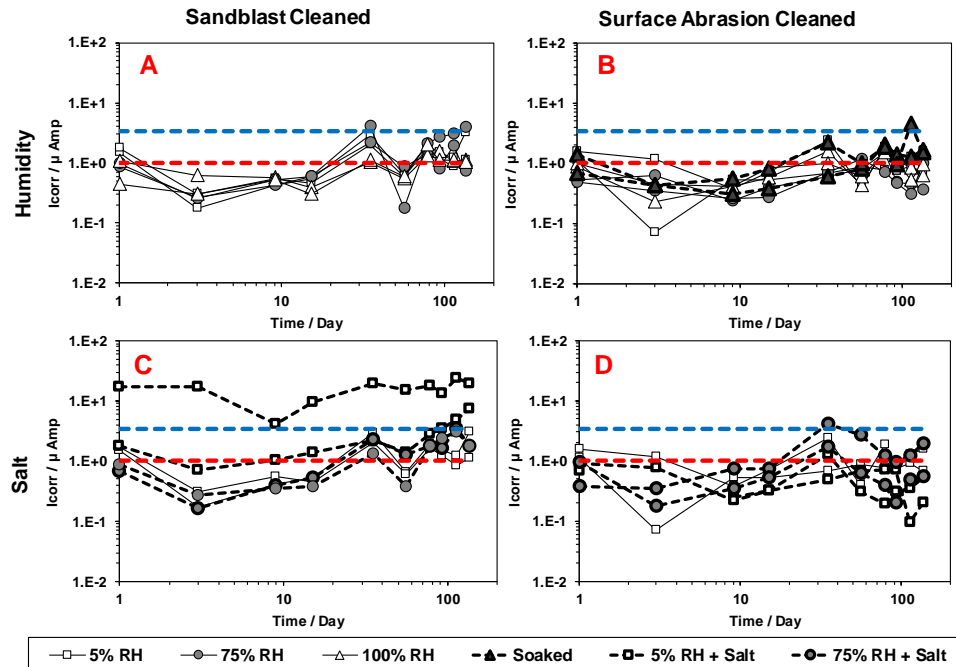 Sandblast Cleaned
Surface Abrasion Cleaned
Humidity
Salt
A
Icorr / µ Amp
1.E+2
1.E+1
1.E+0
1.E-1
1.E-2
1 10 100
Time / Day
B
Icorr / µ Amp
1.E+2
1.E+1
1.E+0
1.E-1
1.E-2
1 10 100
Time / Day
C
Icorr / µ Amp
1.E+2
1.E+1
1.E+0
1.E-1
1.E-2
1 10 100
Time / Day
D
Icorr / µ Amp
1.E+2
1.E+1
1.E+0
1.E-1
1.E-2
1 10 100
Time / Day
5% RH 75% RH 100% RH Soaked 5% RH + Salt 75% RH + Salt